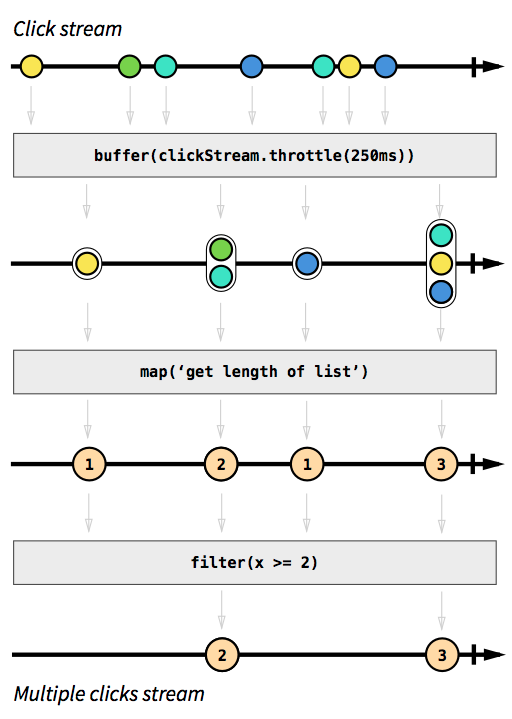 Click stream
buffer(clickStream.throttle(250ms))
map(‘get length of list’)
1 2 1 3
filter(x >= 2)
2 3
Multiple clicks stream